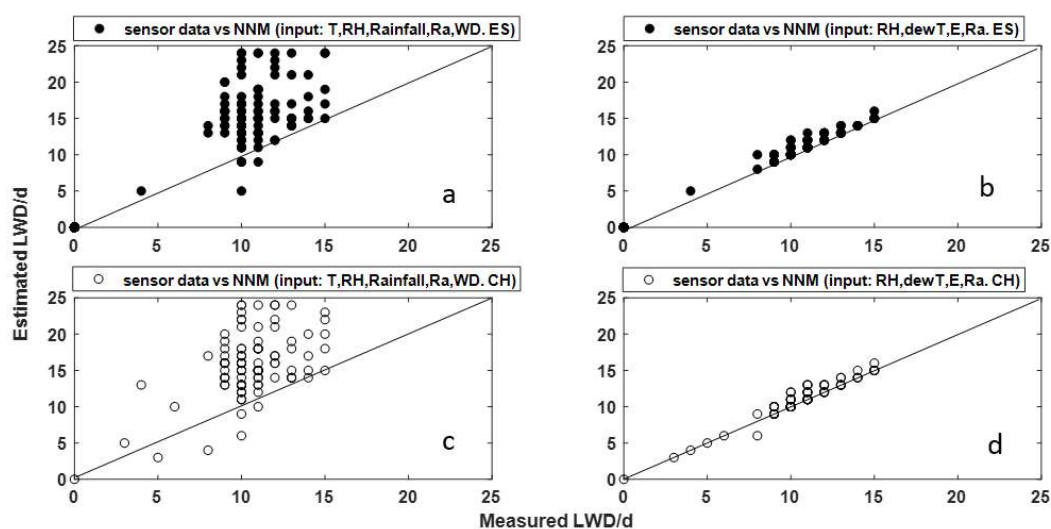 sensor data vs NNM (input: T,RH,Rainfall,Ra,WD. ES)
25
20
15
10
5
0
a
0 5 10 15 20 25
sensor data vs NNM (input: RH,dewT,E,Ra. ES)
25
20
15
10
5
0
b
0 5 10 15 20 25
Estimated LWD/d
sensor data vs NNM (input: T,RH,Rainfall,Ra,WD. CH)
25
20
15
10
5
0
c
0 5 10 15 20 25
sensor data vs NNM (input: RH,dewT,E,Ra. CH)
25
20
15
10
5
0
d
0 5 10 15 20 25
Measured LWD/d